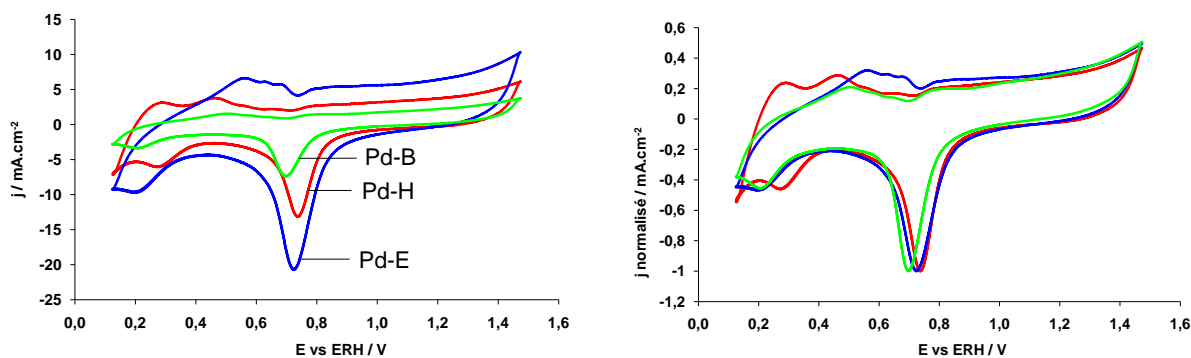 j / mA.cm-2
15
10
5
0
-5
-10
-15
-20
-25
0,0 0,2 0,4 0,6 0,8 1,0 1,2 1,4 1,6
E vs ERH / V
Pd-B
Pd-H
Pd-E
j normalisé / mA.cm-2
0,6
0,4
0,2
0
-0,2
-0,4
-0,6
-0,8
-1
-1,2
0,0 0,2 0,4 0,6 0,8 1,0 1,2 1,4 1,6
E vs ERH / V